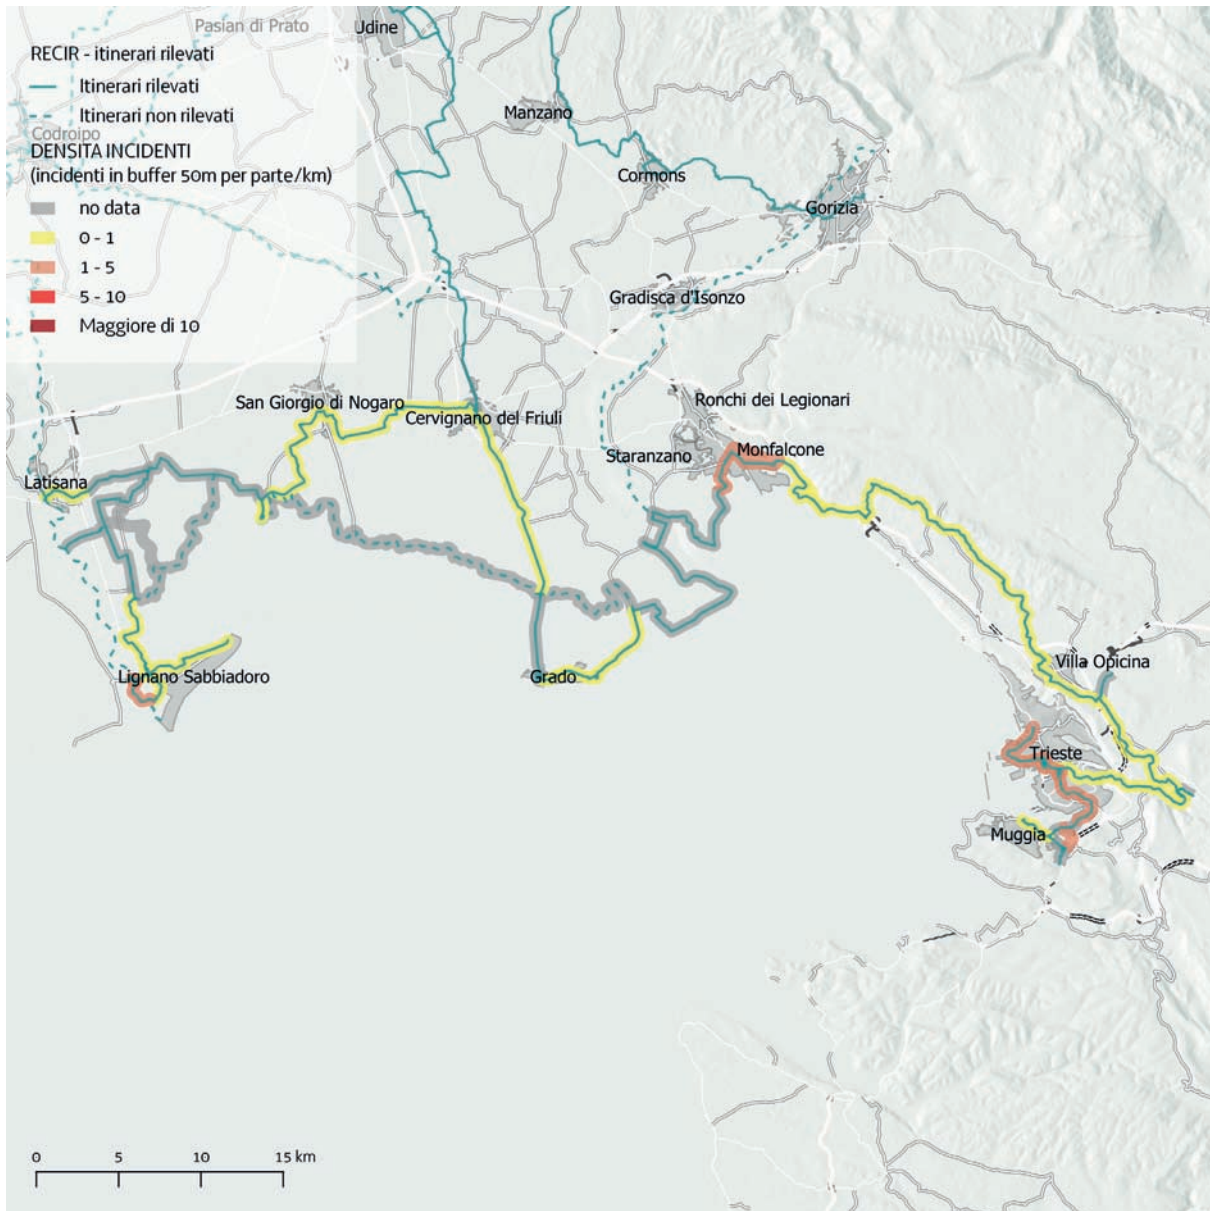 Pasian di Prato
Udine
RECIR - itinerari rilevati
Itinerari rilevati
Itinerari non rilevati
Codroipo
DENSITA INCIDENTI
(incidenti in buffer 50m per parte/km)
no data
0 - 1
1 - 5
5 - 10
Maggiore di 10
Manzano
Cormons
Gorizia
Gradisca d'Isonzo
San Giorgio di Nogaro
Cervignano del Friuli
Ronchi dei Legionari
Staranzano
Monfalcone
Latisana
Lignano Sabbiadoro
Grado
Villa Opicina
Trieste
Muggia
0 5 10 15 km